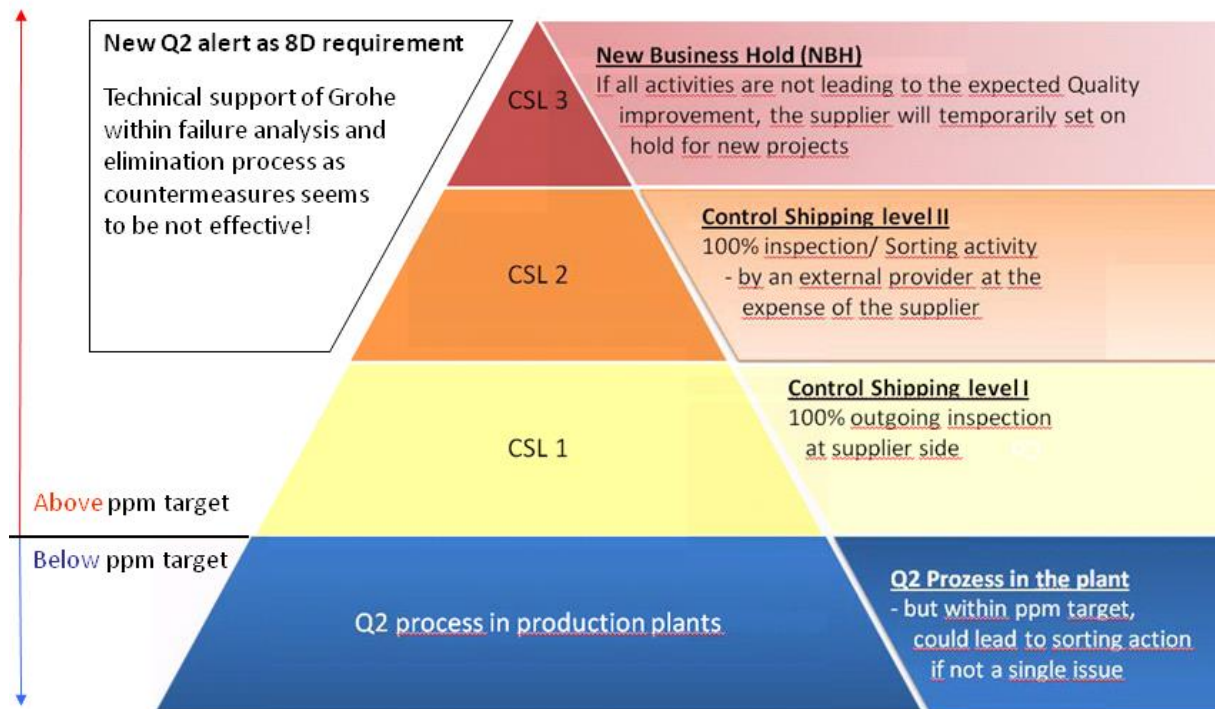 New Q2 alert as 8D requirement
Technical support of Grohe
within failure analysis and
elimination process as
countermeasures seems
to be not effective!
CSL 3
New Business Hold (NBH)
If all activities are not leading to the expected Quality
improvement, the supplier will temporarily set on
hold for new projects
CSL 2
Control Shipping level II
100% inspection/ Sorting activity
- by an external provider at the
expense of the supplier
CSL 1
Control Shipping level I
100% outgoing inspection
at supplier side
Above ppm target
Below ppm target
Q2 process in production plants
Q2 Prozess in the plant
- but within ppm target,
could lead to sorting action
if not a single issue